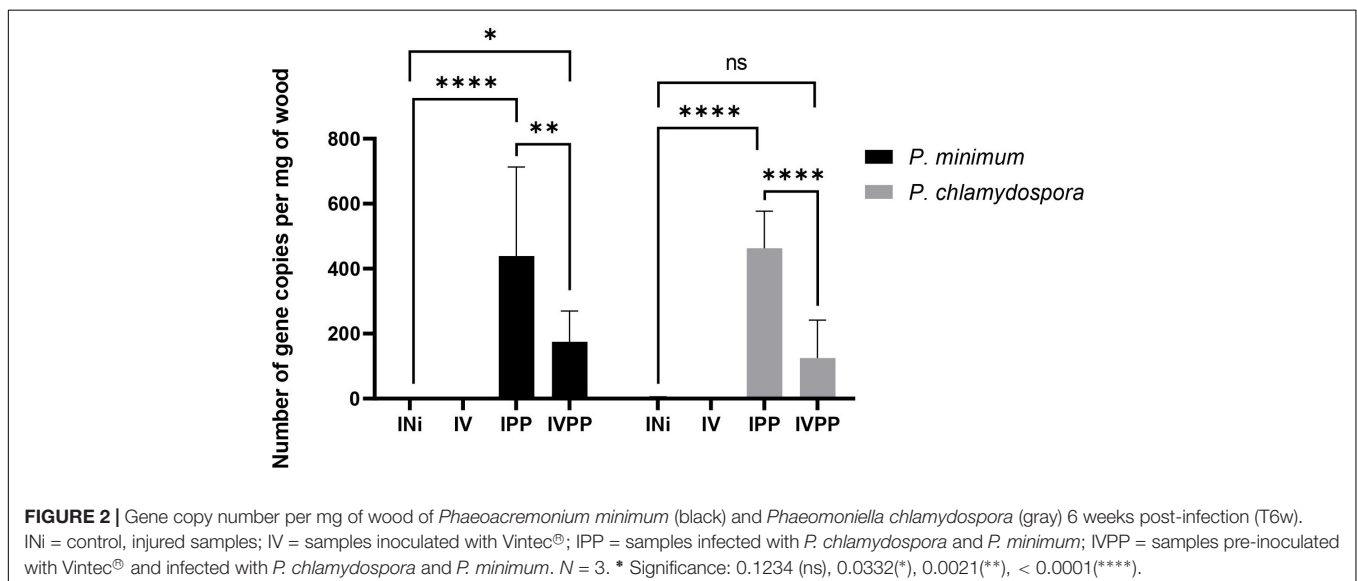 *
ns
****
****
**
****
Number of gene copies per mg of wood
800
600
400
200
0
INi IV IPP IVPP INi IV IPP IVPP
P. minimum
P. chlamydospora
FIGURE 2 | Gene copy number per mg of wood of Phaeoacremonium minimum (black) and Phaeomoniella chlamydospora (gray) 6 weeks post-infection (T6w).
INi = control, injured samples; IV = samples inoculated with Vintec®; IPP = samples infected with P. chlamydospora and P. minimum; IVPP = samples pre-inoculated
with Vintec® and infected with P. chlamydospora and P. minimum. N = 3. * Significance: 0.1234 (ns), 0.0332(*), 0.0021(**), < 0.0001(****).